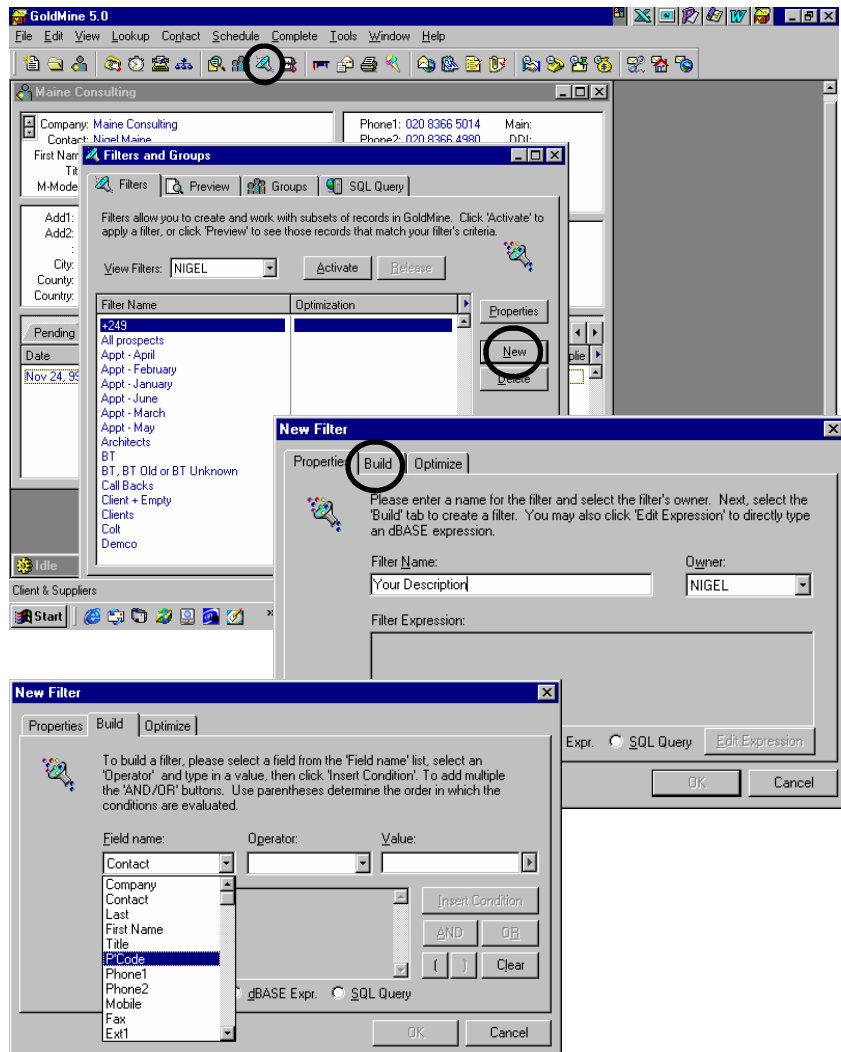 GoldMine 5.0
File Edit View Lookup Contact Schedule Complete Tools Window Help
Maine Consulting
Company: Maine Consulting
Phone1: 020 8366 5014 Main:
Contact: Nigel Maine
Phone2: 020 8366 4980 DDI:
First Nam
Tit
M-Mode
Add1:
Add2:
:
City:
County:
Country:
Pending
Date
plie
Nov 24, 99
Idle
Client & Suppliers
Start
Filters and Groups
Filters Preview Groups SQL Query
Filters allow you to create and work with subsets of records in GoldMine. Click 'Activate' to
apply a filter, or click 'Preview' to see those records that match your filter's criteria.
View Filters: NIGEL Activate Release
Filter Name Optimization
+249
All prospects
Appt - April
Appt - February
Appt - January
Appt - June
Appt - March
Appt - May
Architects
BT
BT, BT Old or BT Unknown
Call Backs
Client + Empty
Clients
Colt
Demco
Properties
New
Delete
New Filter
Properties Build Optimize
Please enter a name for the filter and select the filter's owner. Next, select the
'Build' tab to create a filter. You may also click 'Edit Expression' to directly type
an dBASE expression.
Filter Name: Owner:
Your Description NIGEL
Filter Expression:
Expr. SQL Query Edit Expression
OK Cancel
New Filter
Properties Build Optimize
To build a filter, please select a field from the 'Field name' list, select an
'Operator' and type in a value, then click 'Insert Condition'. To add multiple
the 'AND/OR' buttons. Use parentheses determine the order in which the
conditions are evaluated.
Field name: Operator: Value:
Contact
Company
Contact
Last
First Name
Title
P'Code
Phone1
Phone2
Mobile
Fax
Ext1
Insert Condition
AND OR
( ) Clear
dBASE Expr. SQL Query
OK Cancel